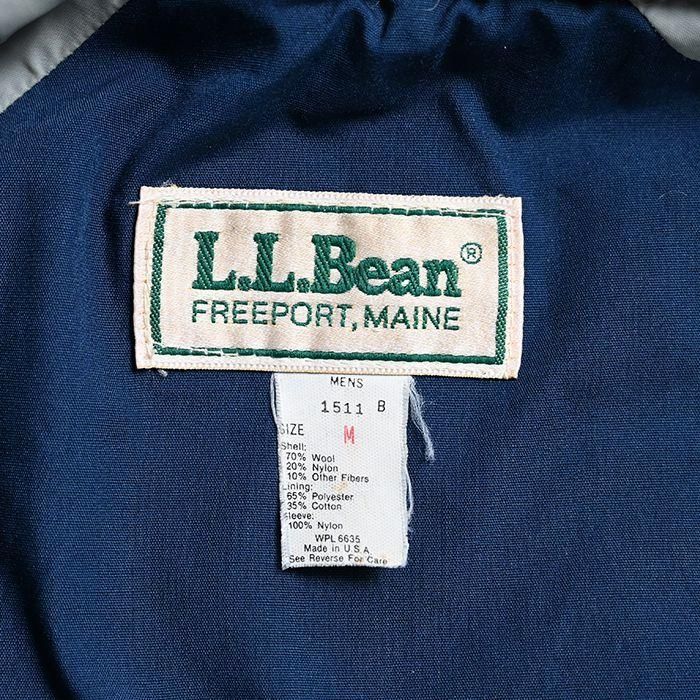 L.L.Bean®
FREEPORT, MAINE
MENS
1511 B
SIZE M
Shell:
70% Wool
20% Nylon
10% Other Fibers
Lining:
65% Polyester
35% Cotton
Sleeve:
100% Nylon
WPL 6635
Made in U.S.A
See Reverse For Care